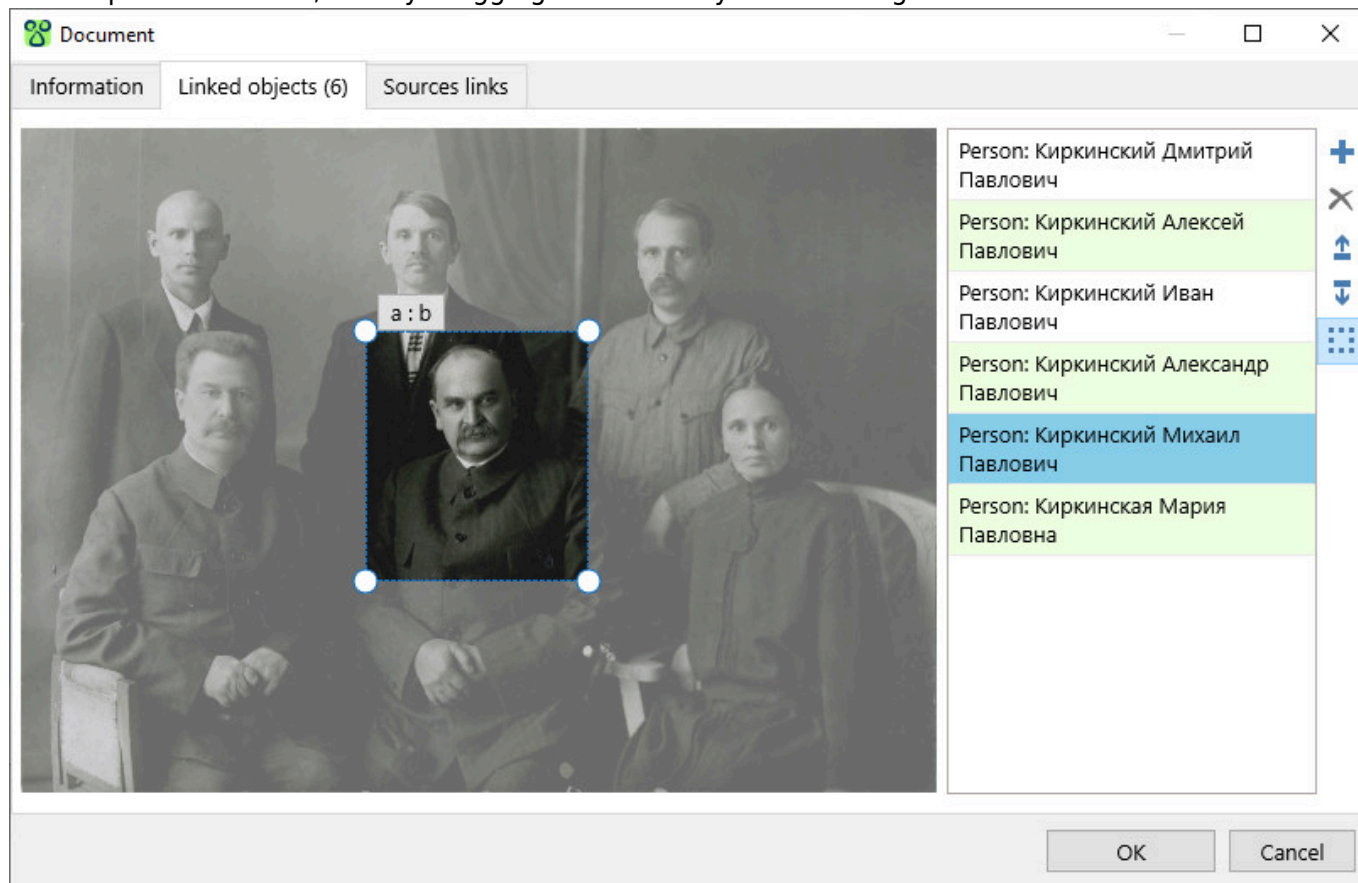 Document
Information
Linked objects (6)
Sources links
a : b
Person: Киркинский Дмитрий
Павлович
Person: Киркинский Алексей
Павлович
Person: Киркинский Иван
Павлович
Person: Киркинский Александр
Павлович
Person: Киркинский Михаил
Павлович
Person: Киркинская Мария
Павловна
OK
Cancel